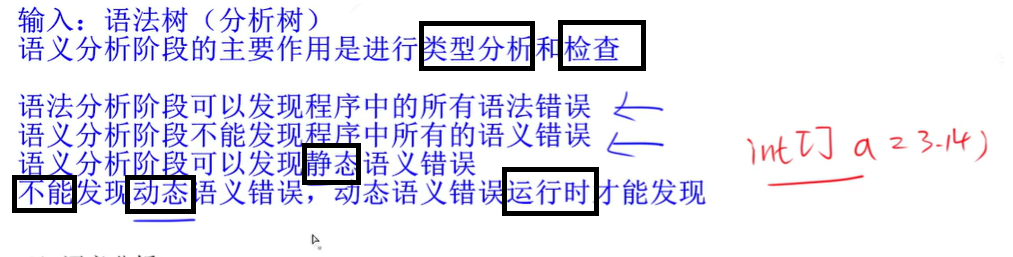 输入：语法树（分析树）
语义分析阶段的主要作用是进行类型分析和检查
语法分析阶段可以发现程序中的所有语法错误
语义分析阶段不能发现程序中所有的语义错误
语义分析阶段可以发现静态语义错误
不能发现动态语义错误，动态语义错误运行时才能发现
int[] a = 3.14;